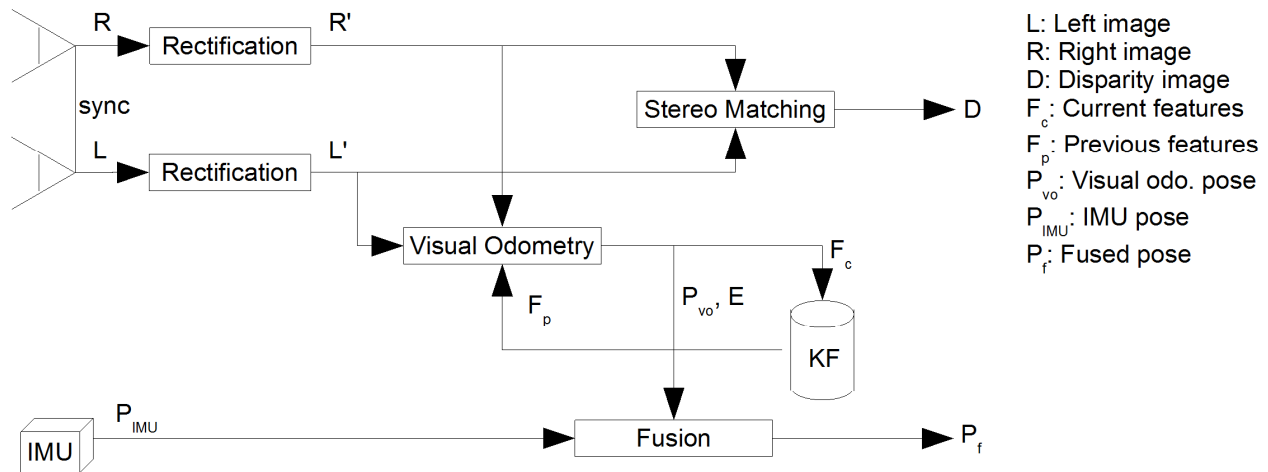 R
Rectification
R'
sync
L
Rectification
L'
Stereo Matching
D
Visual Odometry
F_c
F_p
P_vo, E
KF
IMU
P_IMU
Fusion
P_f
L: Left image
R: Right image
D: Disparity image
F_c: Current features
F_p: Previous features
P_vo: Visual odo. pose
P_IMU: IMU pose
P_f: Fused pose